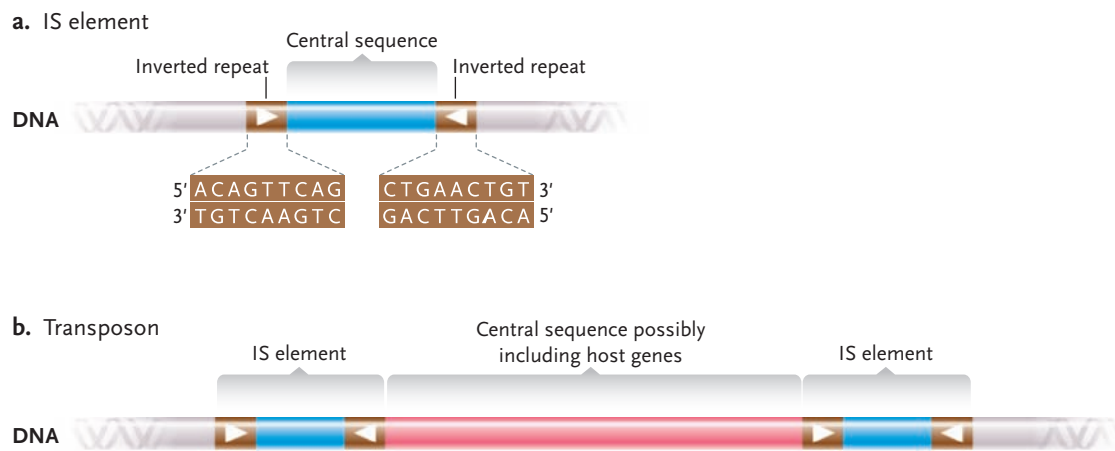 a. IS element
Central sequence
Inverted repeat
Inverted repeat
DNA
5' ACAGTTCAG CTGAACTGT 3'
3' TGTCAAGTC GACTTGACA 5'
b. Transposon
Central sequence possibly
including host genes
IS element
IS element
DNA